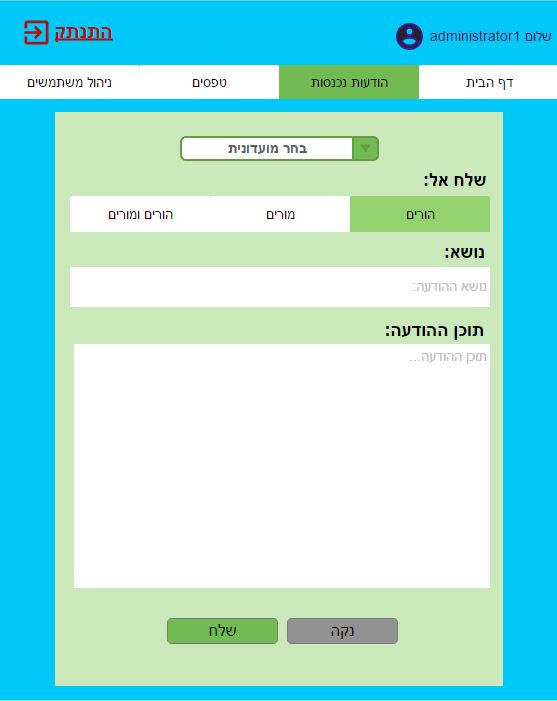 שלום administrator1
התנתק
דף הבית
הודעות נכנסות
טפסים
ניהול משתמשים
בחר מועדונית
שלח אל:
הורים
מורים
הורים ומורים
נושא:
נושא ההודעה:
תוכן ההודעה:
תוכן ההודעה...
נקה
שלח